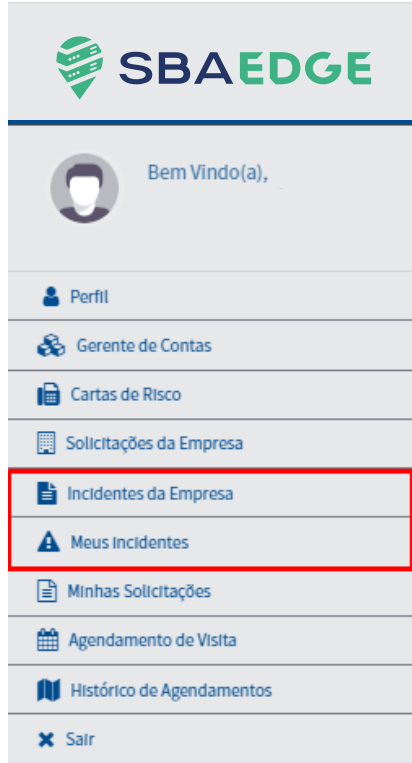 SBAEDGE
Bem Vindo(a),
Perfil
Gerente de Contas
Cartas de Risco
Solicitações da Empresa
Incidentes da Empresa
Meus Incidentes
Minhas Solicitações
Agendamento de Visita
Histórico de Agendamentos
Sair